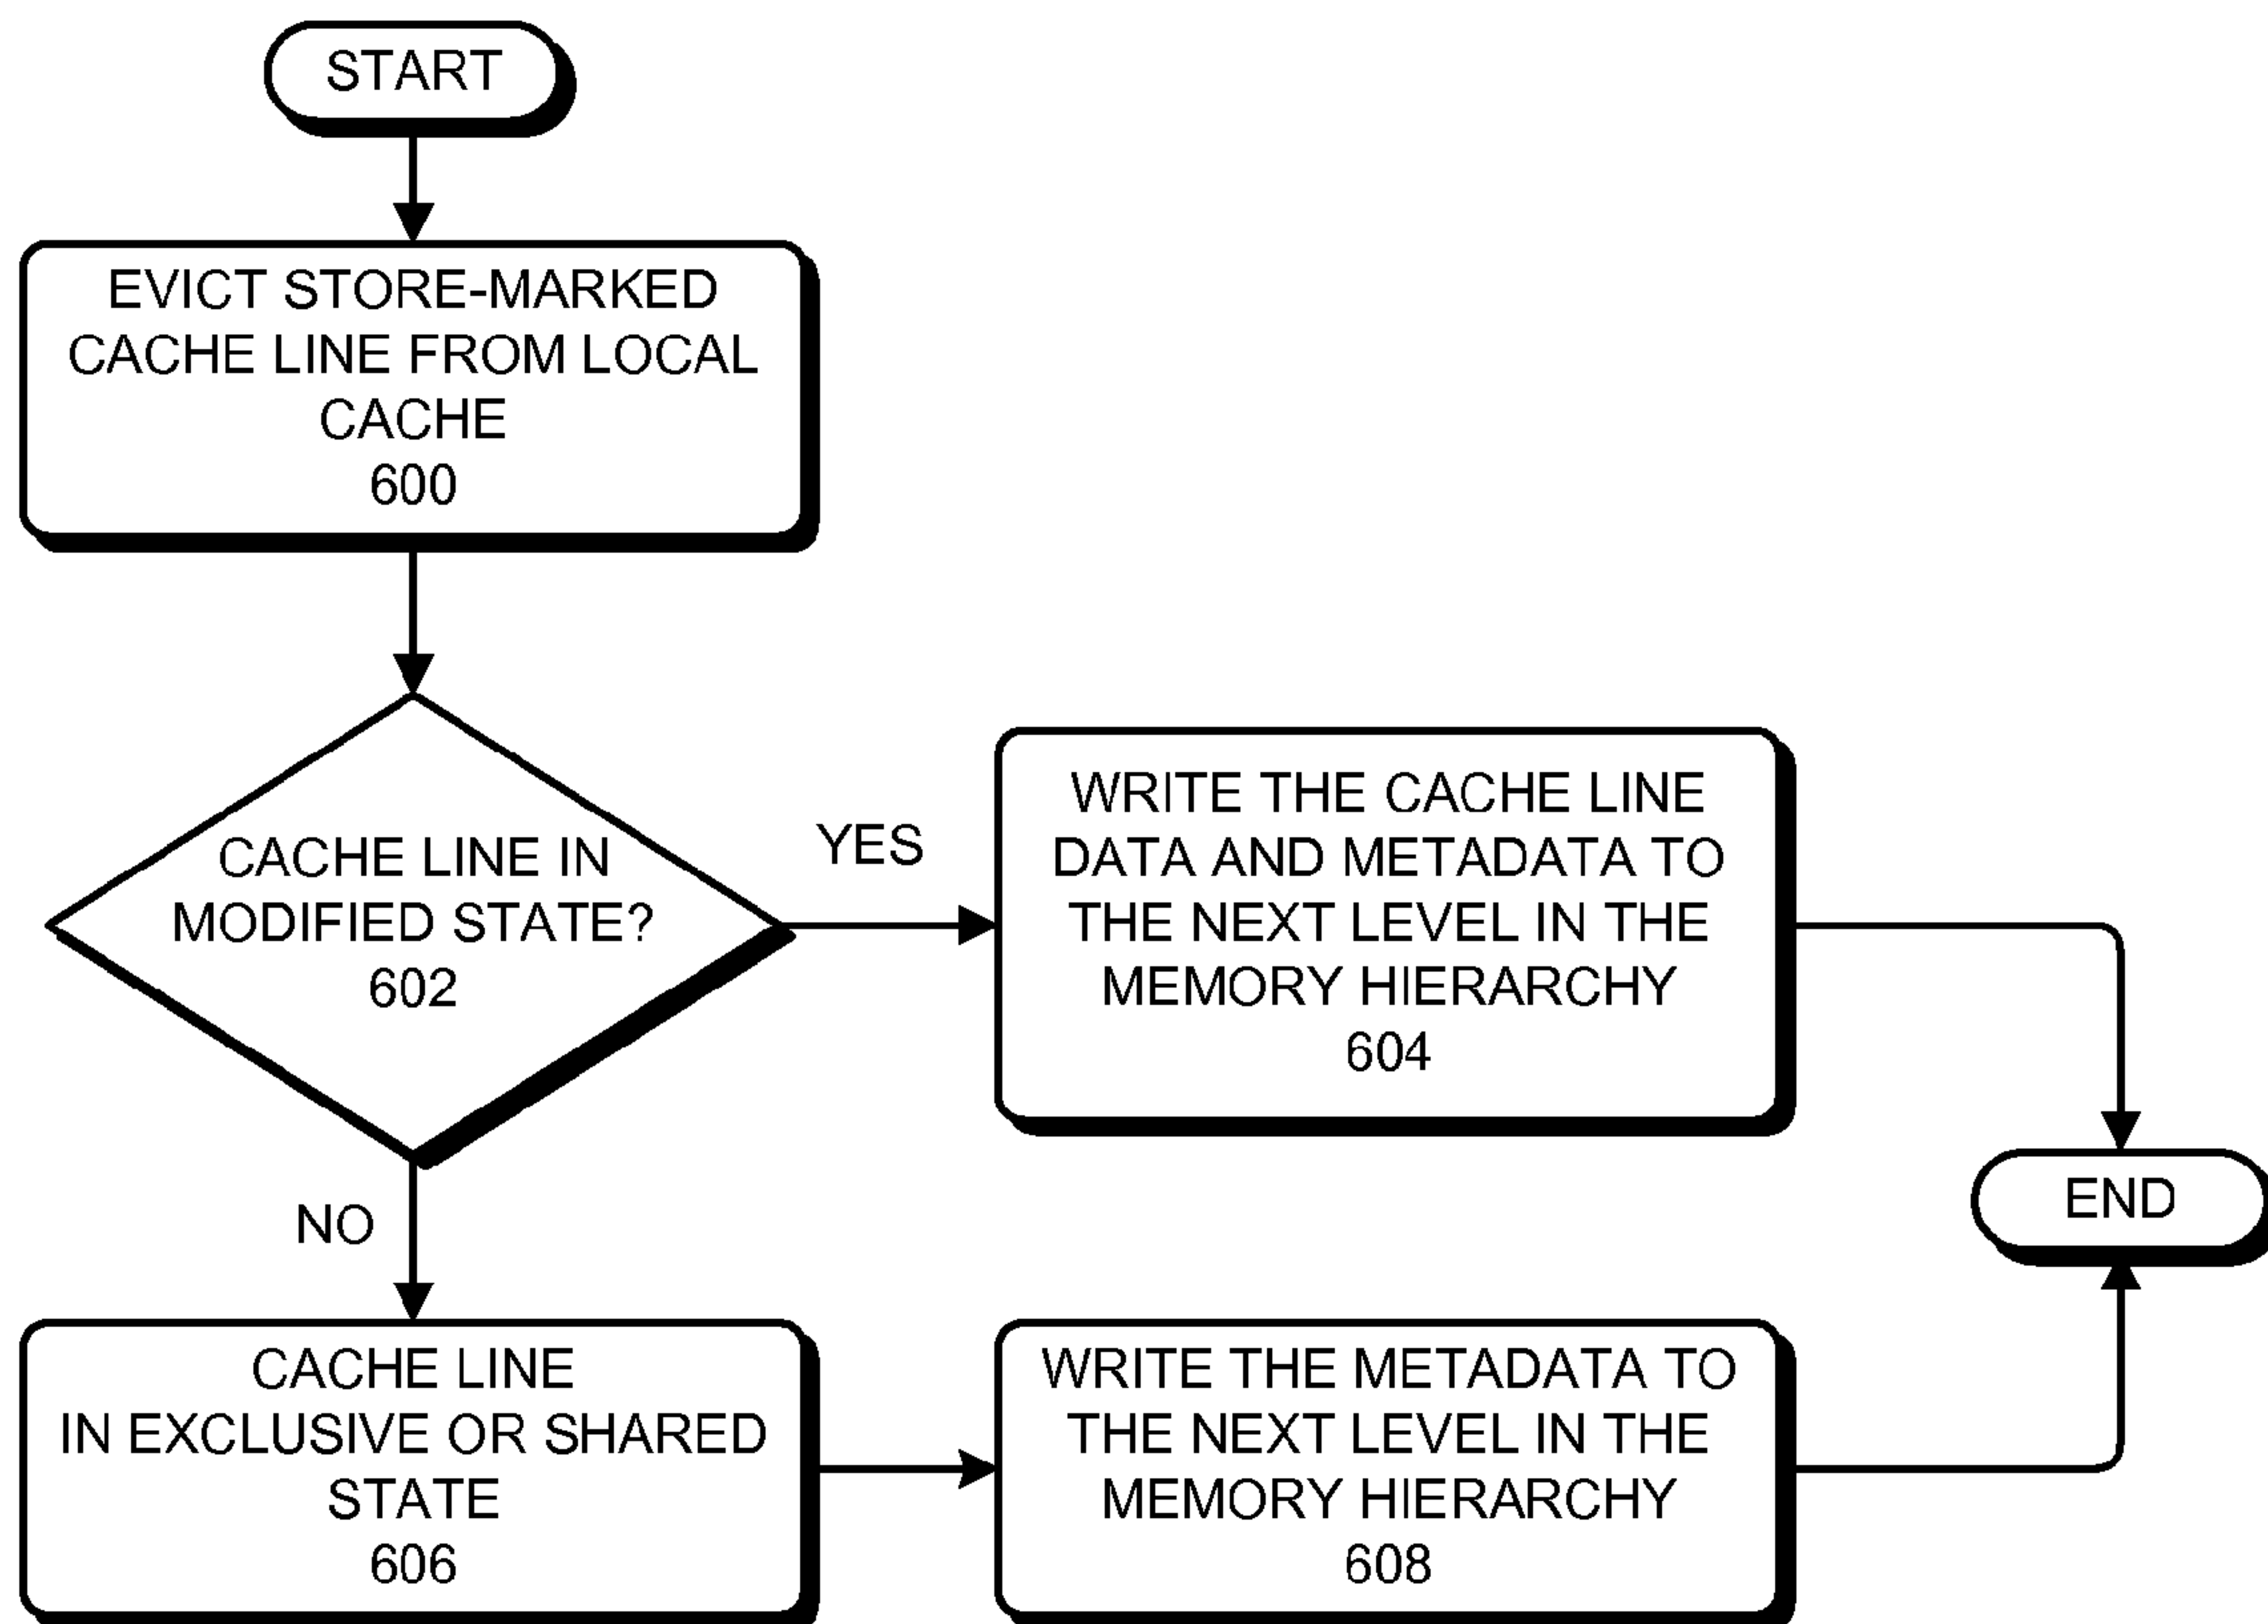 START
EVICT STORE-MARKED
CACHE LINE FROM LOCAL
CACHE
600
CACHE LINE IN
MODIFIED STATE?
602
YES
WRITE THE CACHE LINE
DATA AND METADATA TO
THE NEXT LEVEL IN THE
MEMORY HIERARCHY
604
NO
CACHE LINE
IN EXCLUSIVE OR SHARED
STATE
606
WRITE THE METADATA TO
THE NEXT LEVEL IN THE
MEMORY HIERARCHY
608
END